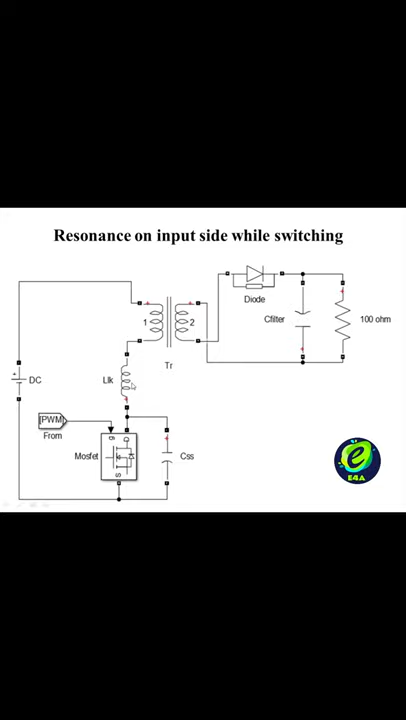 Resonance on input side while switching
Diode
1
2
Cfilter
100 ohm
Tr
+
DC
Llk
[PWM]
From
g
D
Mosfet
S
Css
e
E4A